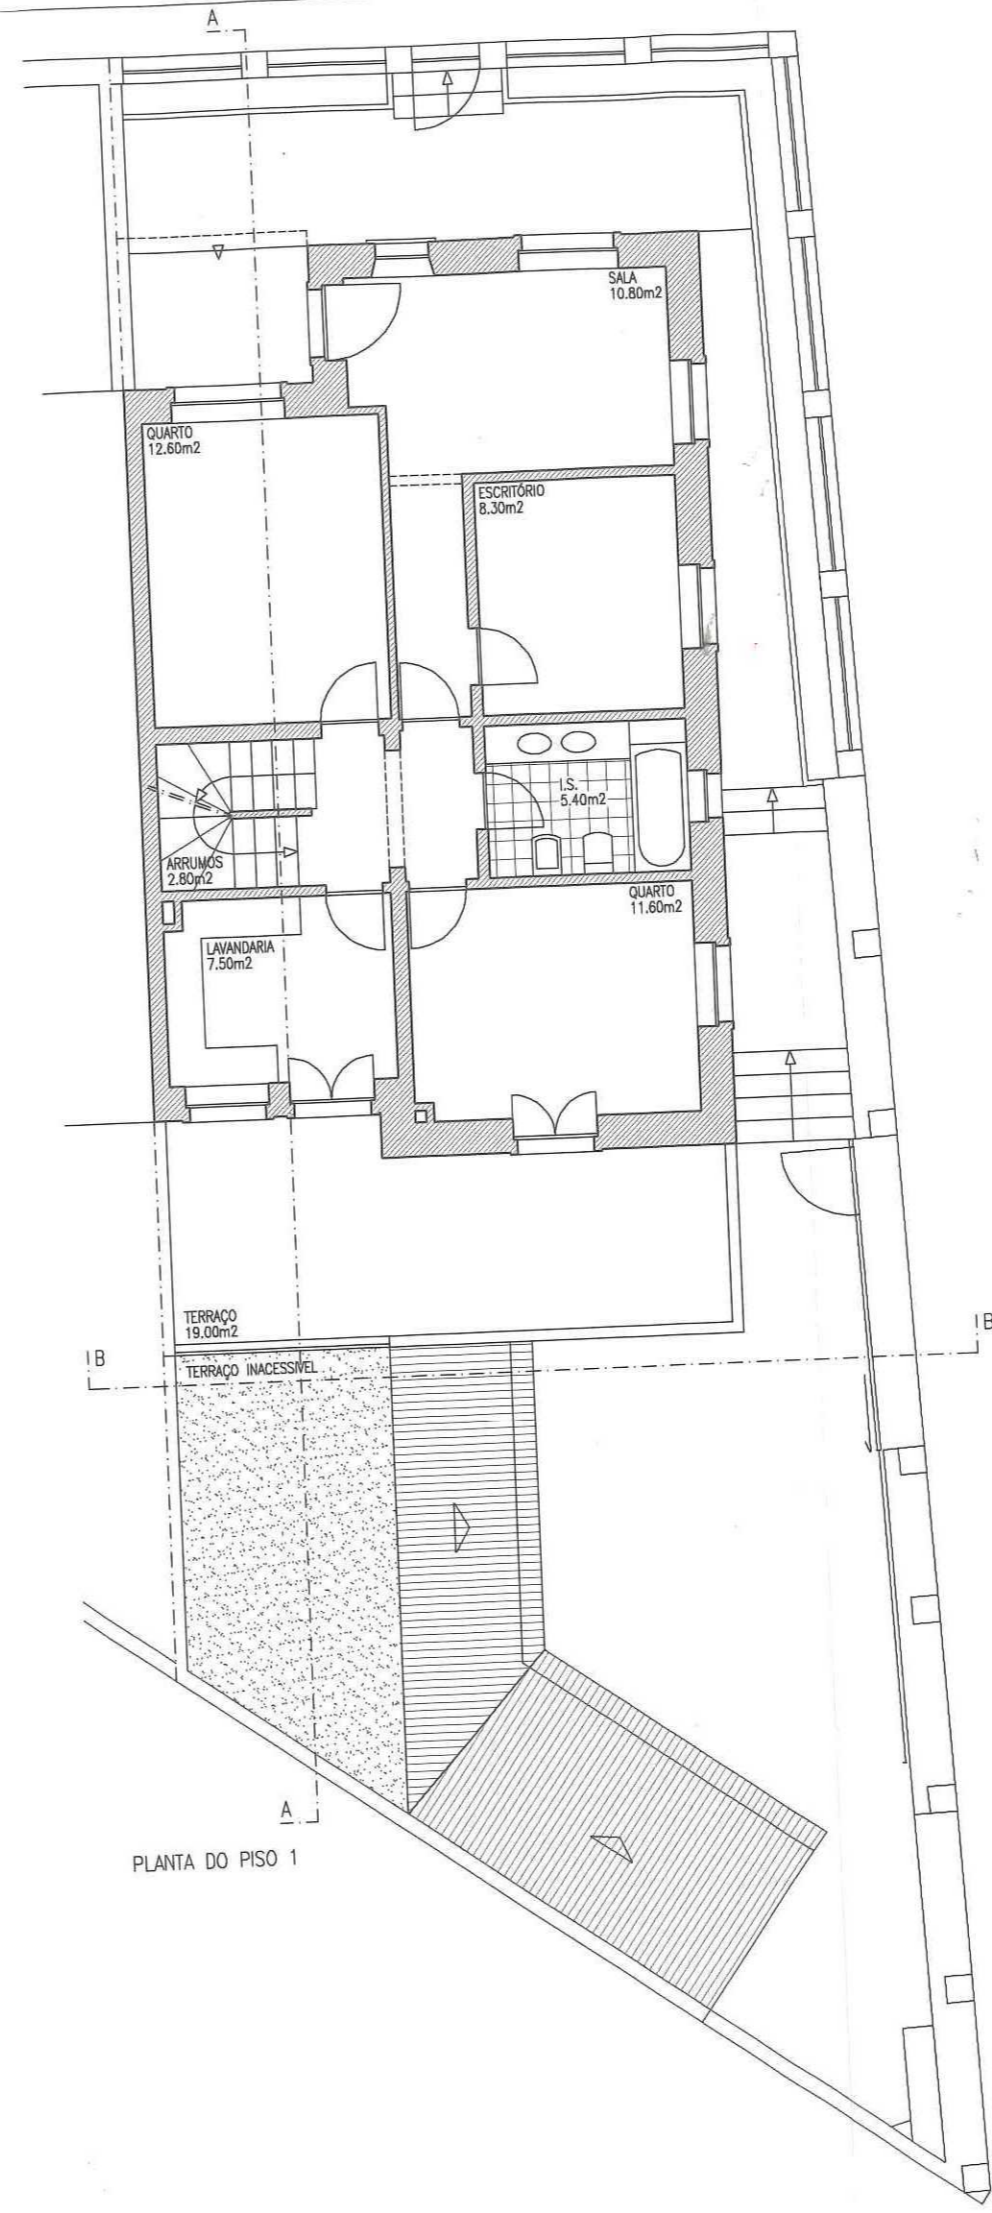 A
SALA
10.80m2
QUARTO
12.60m2
ESCRITÓRIO
8.30m2
I.S.
5.40m2
ARRUMOS
2.80m2
QUARTO
11.60m2
LAVANDARIA
7.50m2
TERRAÇO
19.00m2
B
B
TERRAÇO INACESSIVEL
A
PLANTA DO PISO 1